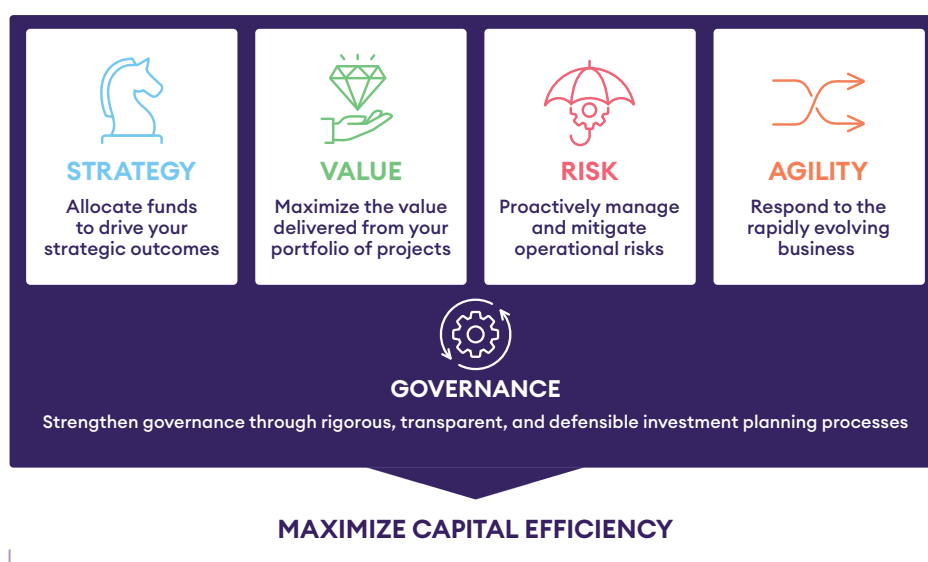 STRATEGY
Allocate funds
to drive your
strategic outcomes
VALUE
Maximize the value
delivered from your
portfolio of projects
RISK
Proactively manage
and mitigate
operational risks
AGILITY
Respond to the
rapidly evolving
business
GOVERNANCE
Strengthen governance through rigorous, transparent, and defensible investment planning processes
MAXIMIZE CAPITAL EFFICIENCY